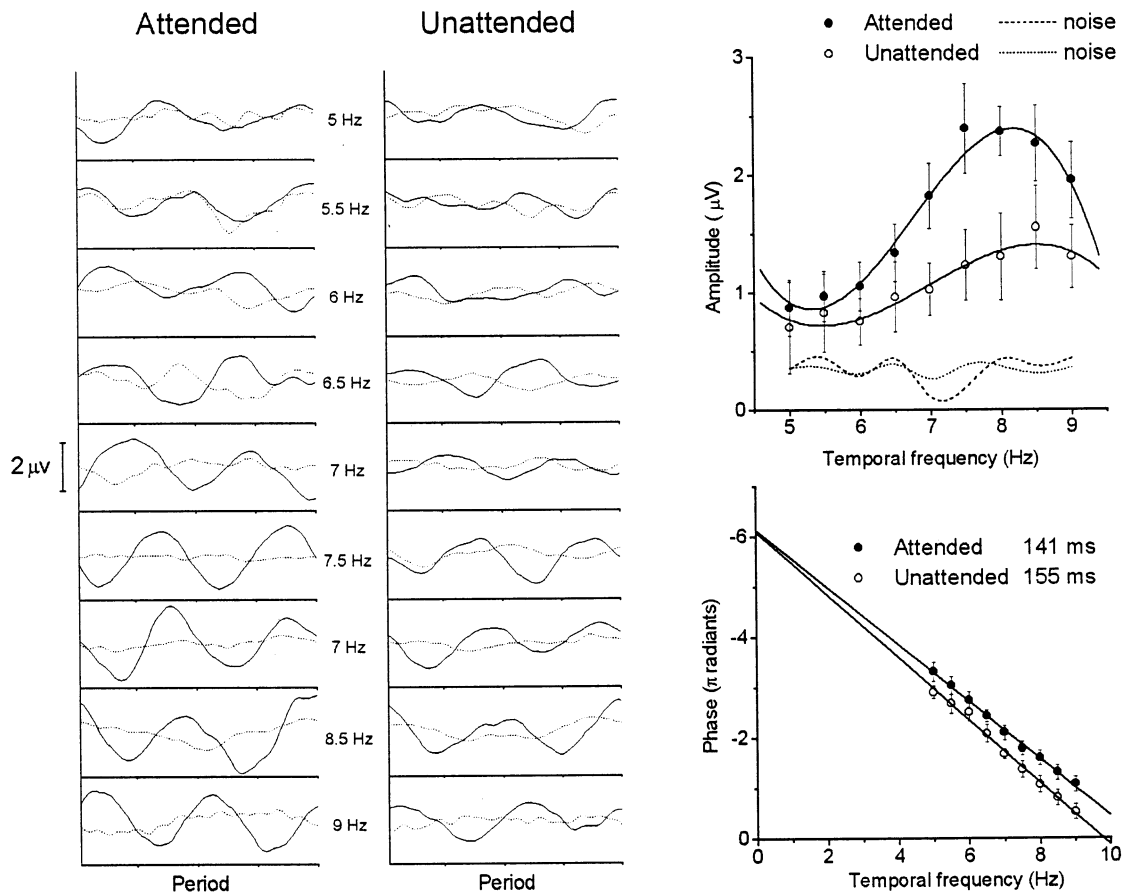 Attended
Unattended
5 Hz
5.5 Hz
6 Hz
6.5 Hz
7 Hz
7.5 Hz
7 Hz
8.5 Hz
9 Hz
2 μv
Period
Period
Attended
noise
Unattended
noise
Amplitude ( μV)
3
2
1
0
5 6 7 8 9
Temporal frequency (Hz)
Phase (π radiants)
-6
-4
-2
0
Attended 141 ms
Unattended 155 ms
0 2 4 6 8 10
Temporal frequency (Hz)